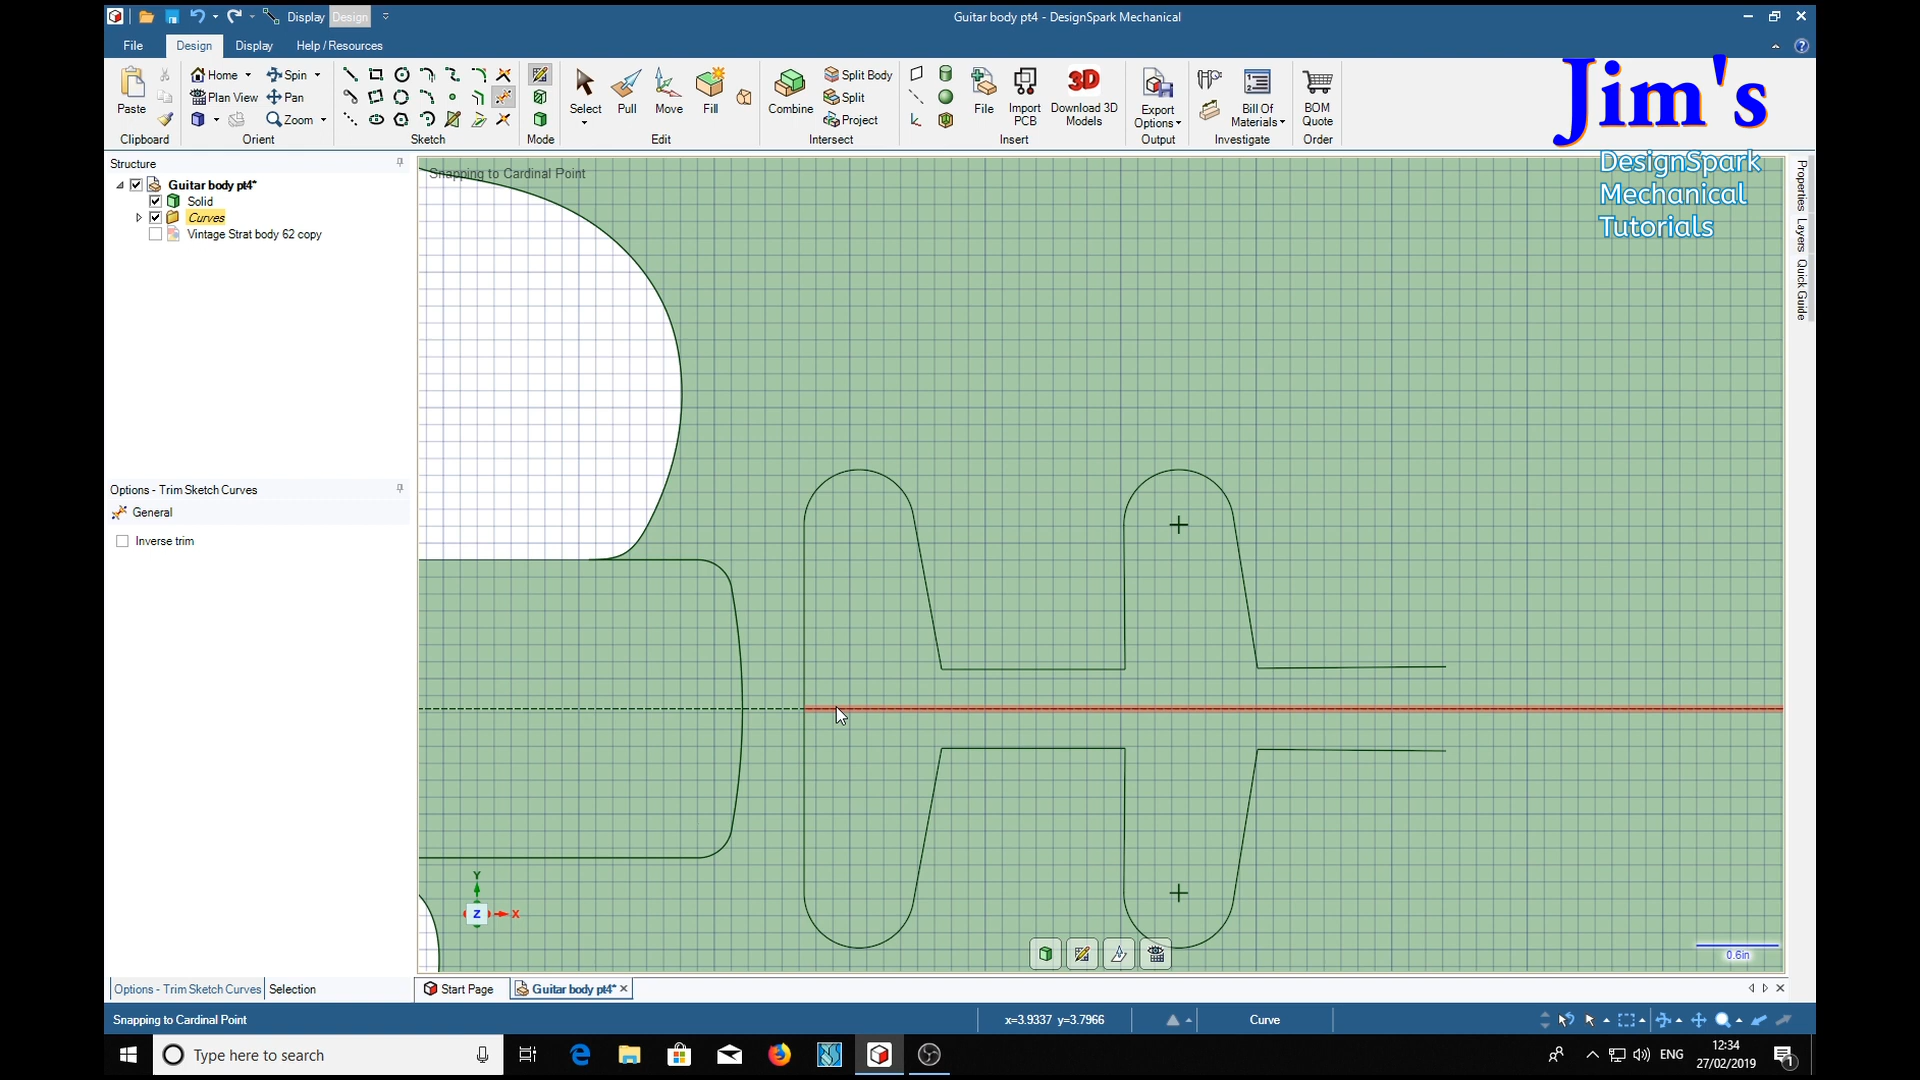 Display Design
Guitar body pt4 - DesignSpark Mechanical
File Design Display Help / Resources
Jim's
DesignSpark
Mechanical
Tutorials
Paste
Clipboard
Home Spin
Plan View Pan
Zoom
Orient
Sketch
Mode
Select Pull Move Fill
Edit
Combine
Split Body
Split
Project
Intersect
File
Import
PCB
Download 3D
Models
Insert
Export
Options
Output
Bill Of
Materials
Investigate
BOM
Quote
Order
Structure
Guitar body pt4*
Solid
Curves
Vintage Strat body 62 copy
Snapping to Cardinal Point
Properties
Layers
Quick Guide
Options - Trim Sketch Curves
General
Inverse trim
Y
Z
X
0.6in
Options - Trim Sketch Curves Selection
Start Page Guitar body pt4*
Snapping to Cardinal Point
x=3.9337 y=3.7966
Curve
Type here to search
ENG
12:34
27/02/2019
1